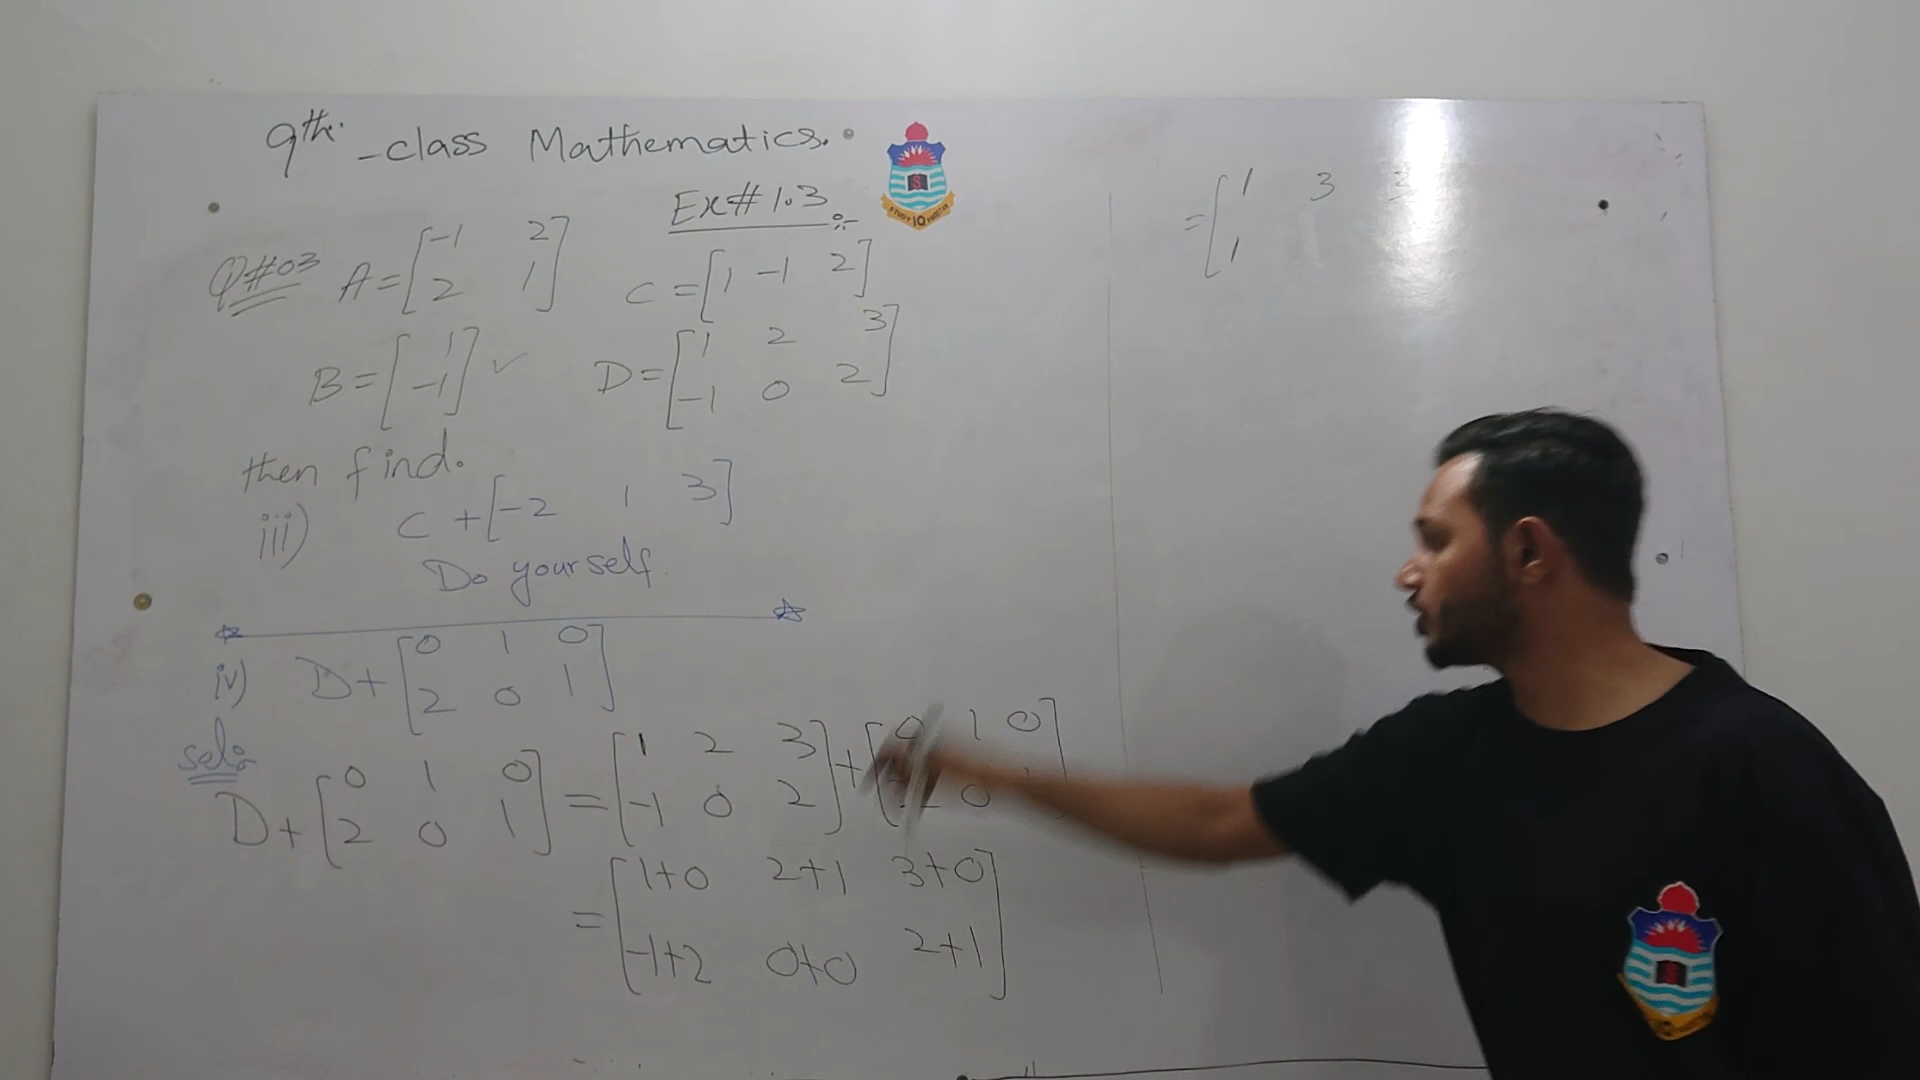 9th. - class Mathematics.
Ex# 1.3 :-
Q#03 A = [-1 2
2 1]
C = [1 -1 2]
B = [1
-1] ✓
D = [1 2 3
-1 0 2]
then find.
iii) C + [-2 1 3]
Do yourself.
iv) D + [0 1 0
2 0 1]
Sol:
D + [0 1 0
2 0 1] = [1 2 3
-1 0 2] + [0 1 0
0
= [1+0 2+1 3+0
-1+2 0+0 2+1]
= [1 3 3
1